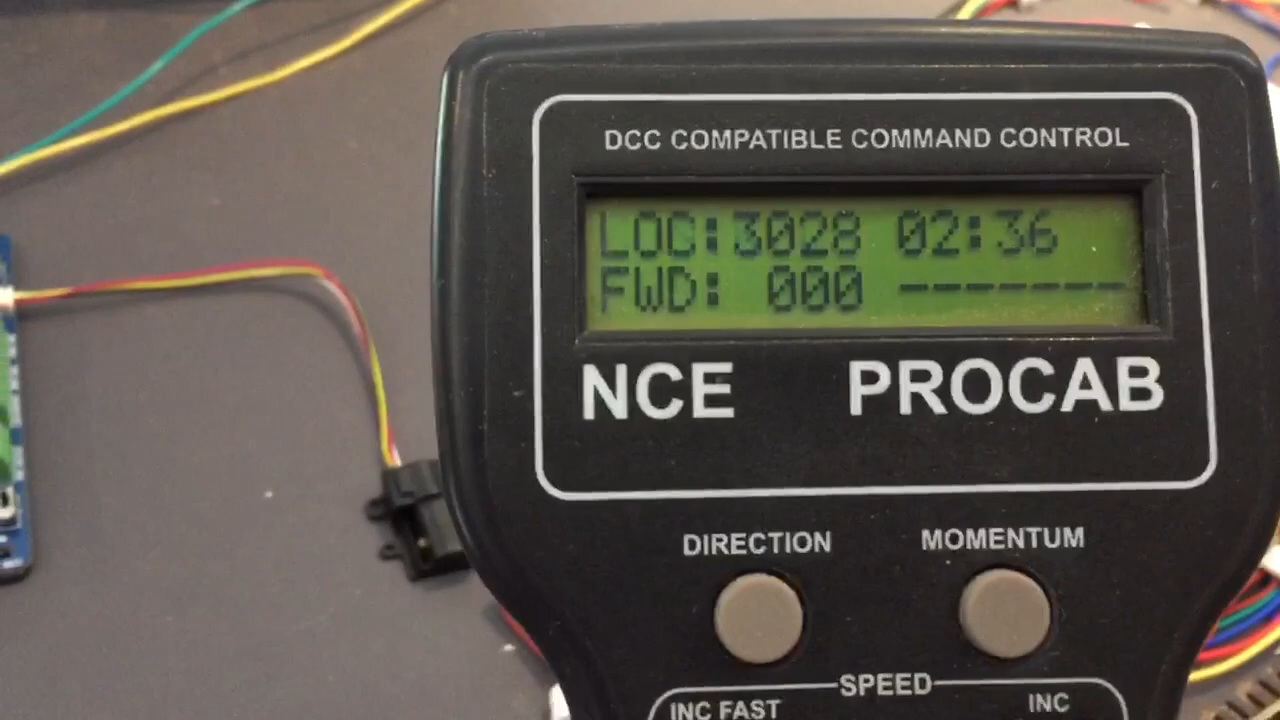 DCC COMPATIBLE COMMAND CONTROL
LOC:3028 02:36
FWD: 000 -------
NCE PROCAB
DIRECTION MOMENTUM
SPEED
INC FAST INC